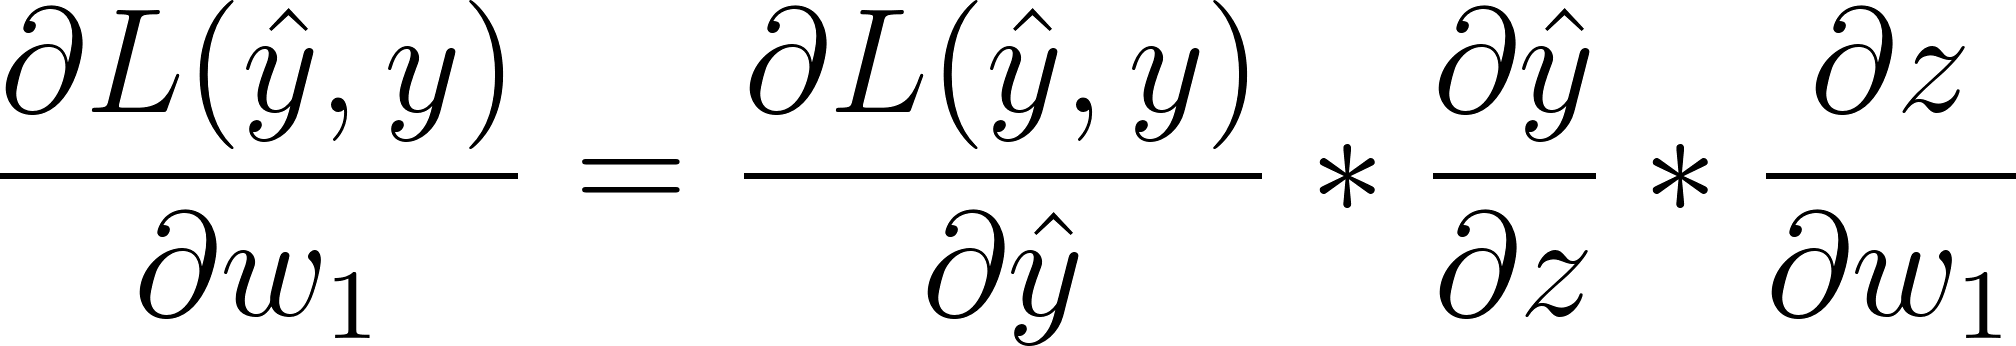 ∂L(ŷ, y)/∂w₁ = ∂L(ŷ, y)/∂ŷ * ∂ŷ/∂z * ∂z/∂w₁